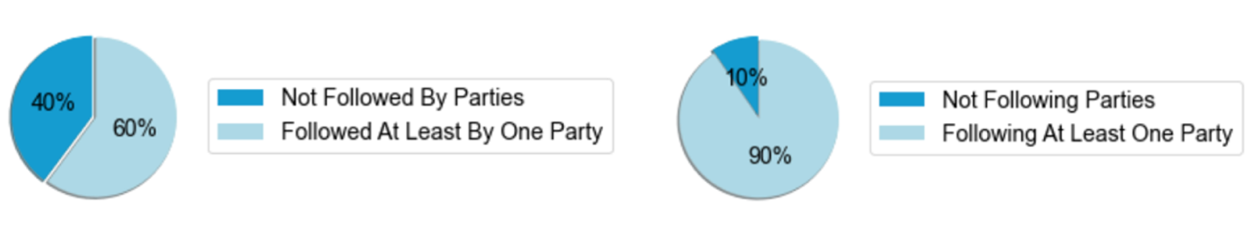 40%
60%
Not Followed By Parties
Followed At Least By One Party
10%
90%
Not Following Parties
Following At Least One Party